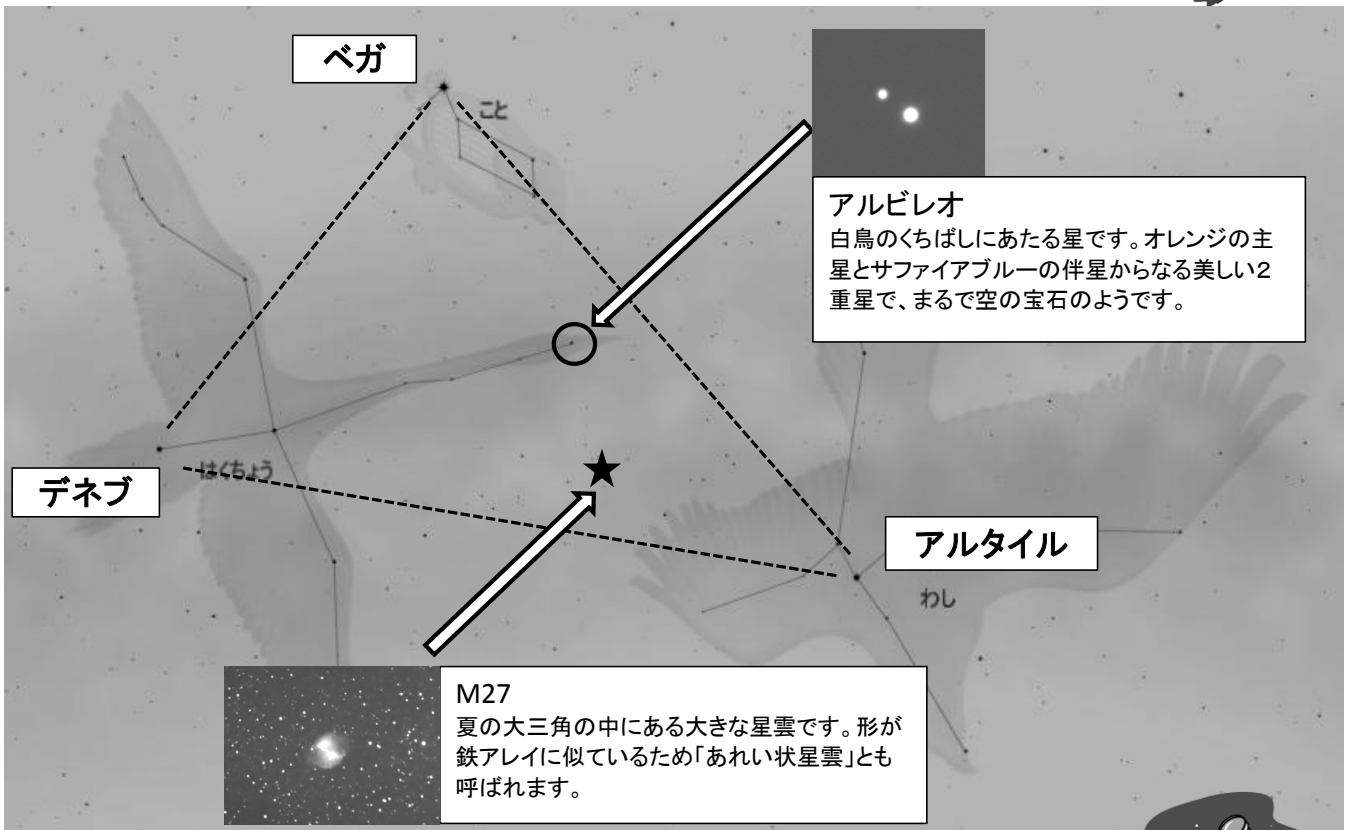 ベガ
こと
アルビレオ
白鳥のくちばしにあたる星です。オレンジの主
星とサファイアブルーの伴星からなる美しい2
重星で、まるで空の宝石のようです。
はくちょう
デネブ
アルタイル
わし
M27
夏の大三角の中にある大きな星雲です。形が
鉄アレイに似ているため「あれい状星雲」とも
呼ばれます。